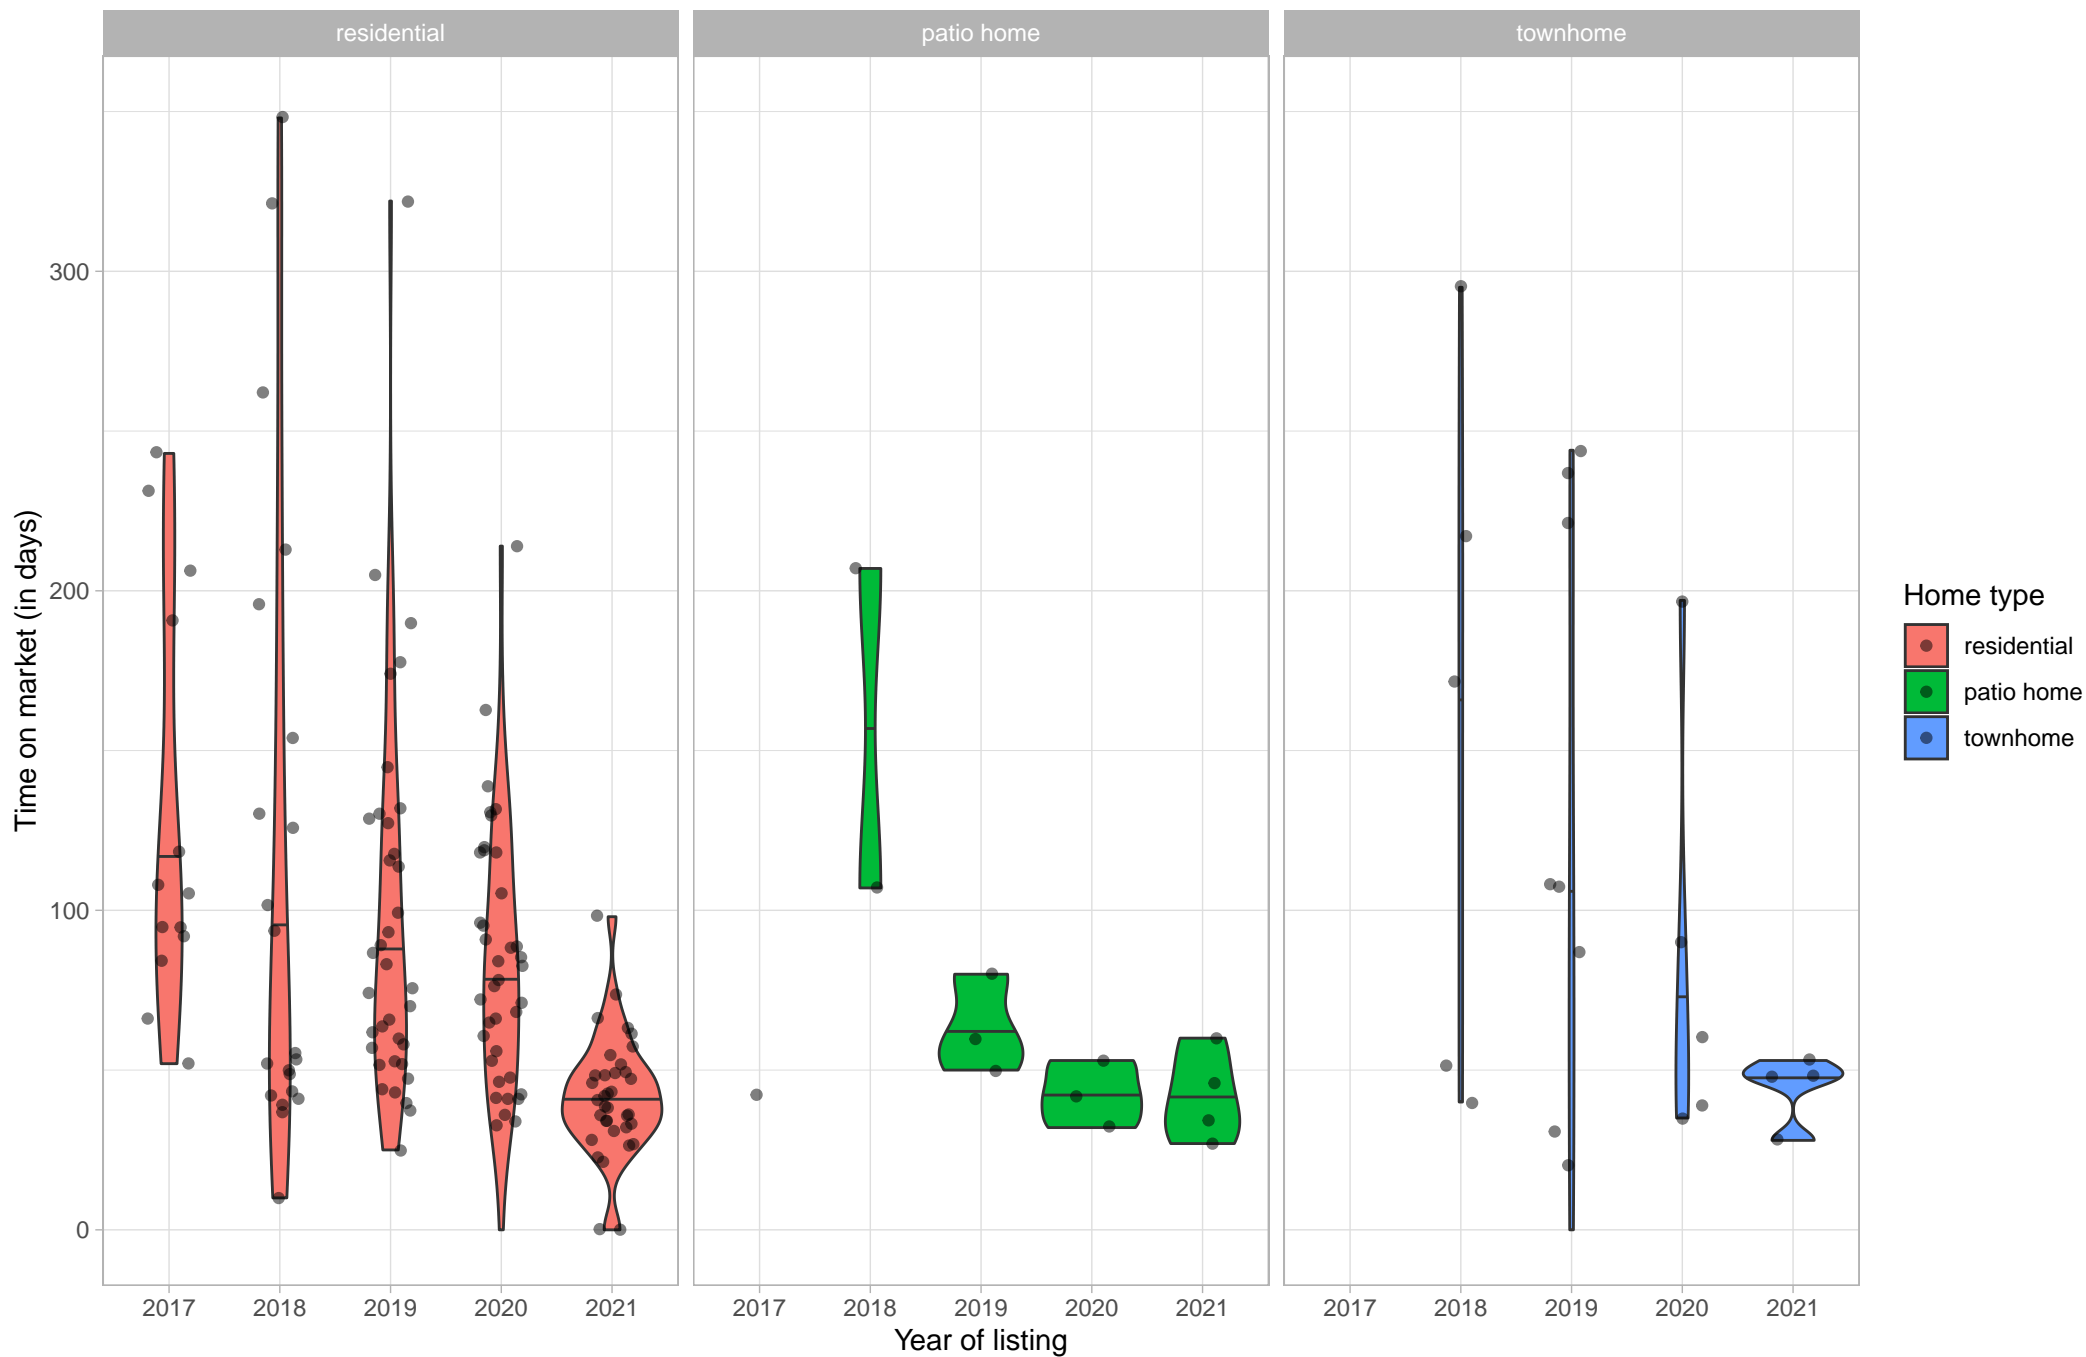 residential
patio home
townhome
Time on market (in days)
300
200
100
0
2017 2018 2019 2020 2021
2017 2018 2019 2020 2021
2017 2018 2019 2020 2021
Year of listing
Home type
residential
patio home
townhome